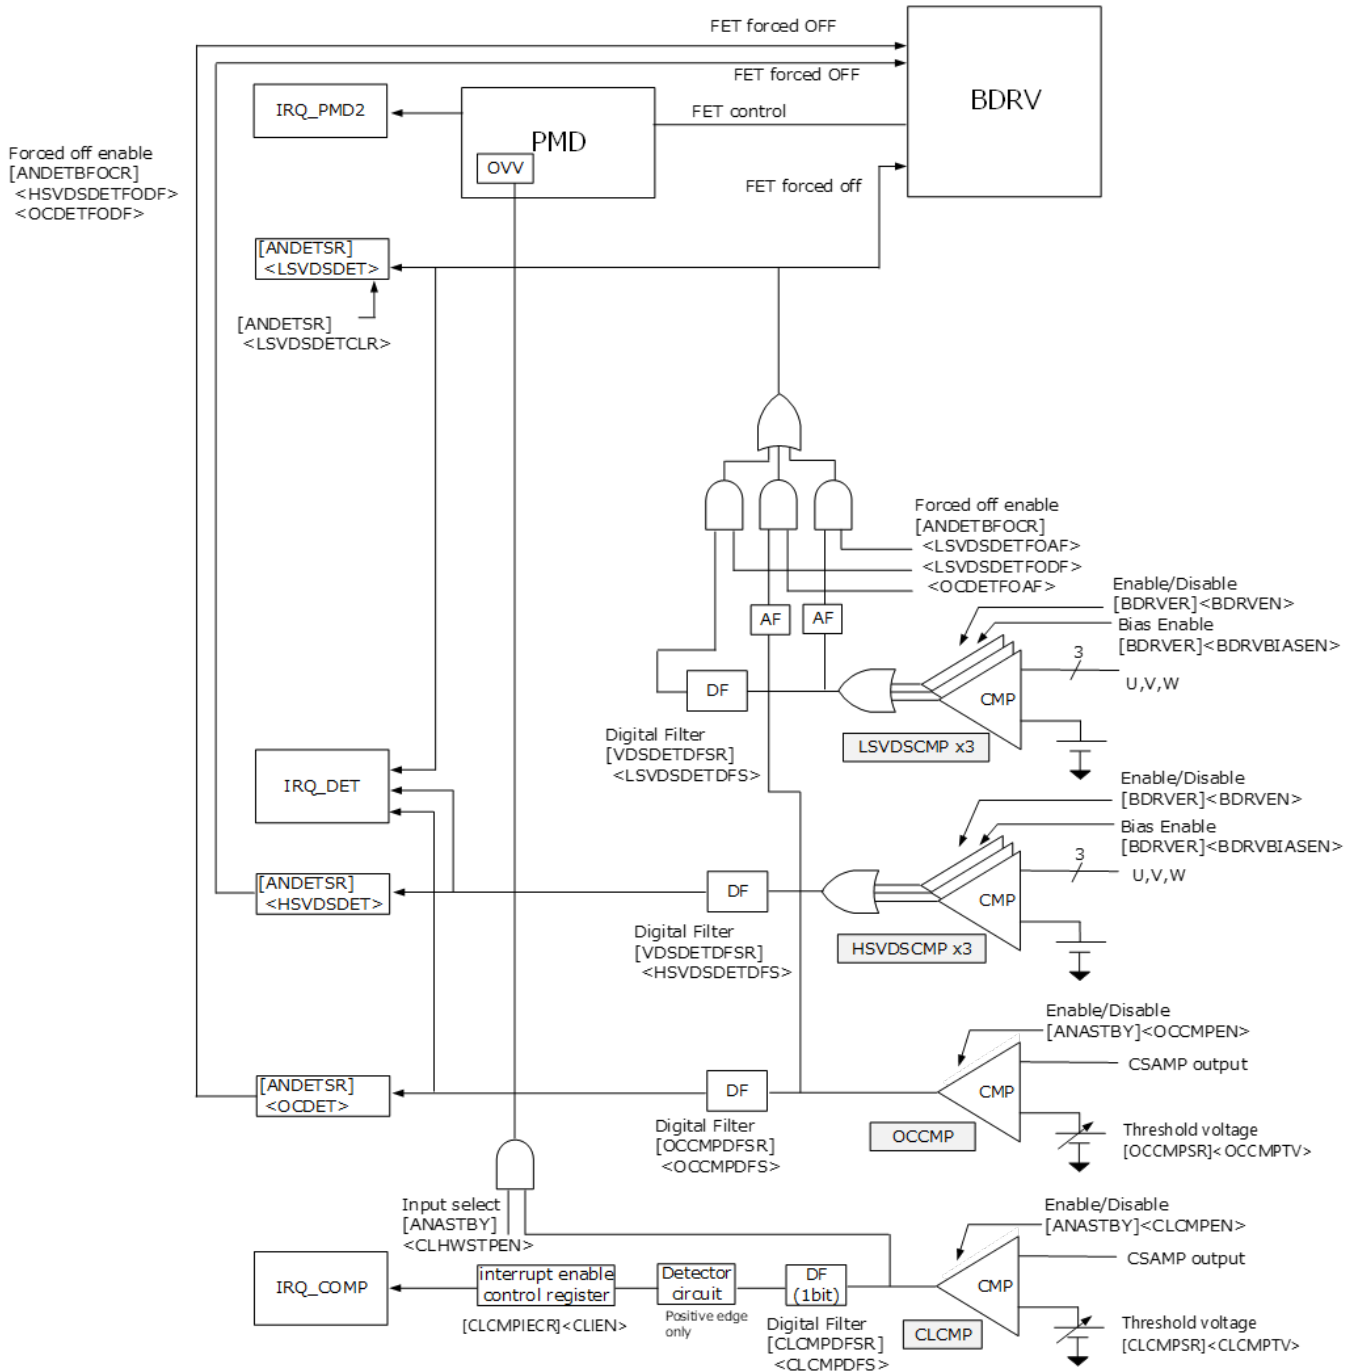 FET forced OFF
FET forced OFF
BDRV
IRQ_PMD2
FET control
PMD
OVV
Forced off enable
[ANDETBFOCR]
<HSVDSDETFODF>
<OCDETFODF>
FET forced off
[ANDETSR]
<LSVDSDET>
[ANDETSR]
<LSVDSDETCLR>
Forced off enable
[ANDETBFOCR]
<LSVDSDETFOAF>
<LSVDSDETFODF>
<OCDETFOAF>
Enable/Disable
[BDRVER]<BDRVEN>
Bias Enable
[BDRVER]<BDRVBIASEN>
AF
AF
3
U,V,W
DF
CMP
LSVDSCMP x3
Digital Filter
[VDSDETDFSR]
<LSVDSDETDFS>
IRQ_DET
Enable/Disable
[BDRVER]<BDRVEN>
Bias Enable
[BDRVER]<BDRVBIASEN>
3
U,V,W
[ANDETSR]
<HSVDSDET>
DF
CMP
HSVDSCMP x3
Digital Filter
[VDSDETDFSR]
<HSVDSDETDFS>
Enable/Disable
[ANASTBY]<OCCMPEN>
CSAMP output
[ANDETSR]
<OCDET>
DF
CMP
OCCMP
Digital Filter
[OCCMPDFSR]
<OCCMPDFS>
Threshold voltage
[OCCMPSR]<OCCMPTV>
Input select
[ANASTBY]
<CLHWSTPEN>
Enable/Disable
[ANASTBY]<CLCMPEN>
CSAMP output
IRQ_COMP
interrupt enable
control register
Detector
circuit
DF
(1bit)
CMP
[CLCMPIECR]<CLIEN>
Positive edge
only
Digital Filter
[CLCMPDFSR]
<CLCMPDFS>
CLCMP
Threshold voltage
[CLCMPSR]<CLCMPTV>